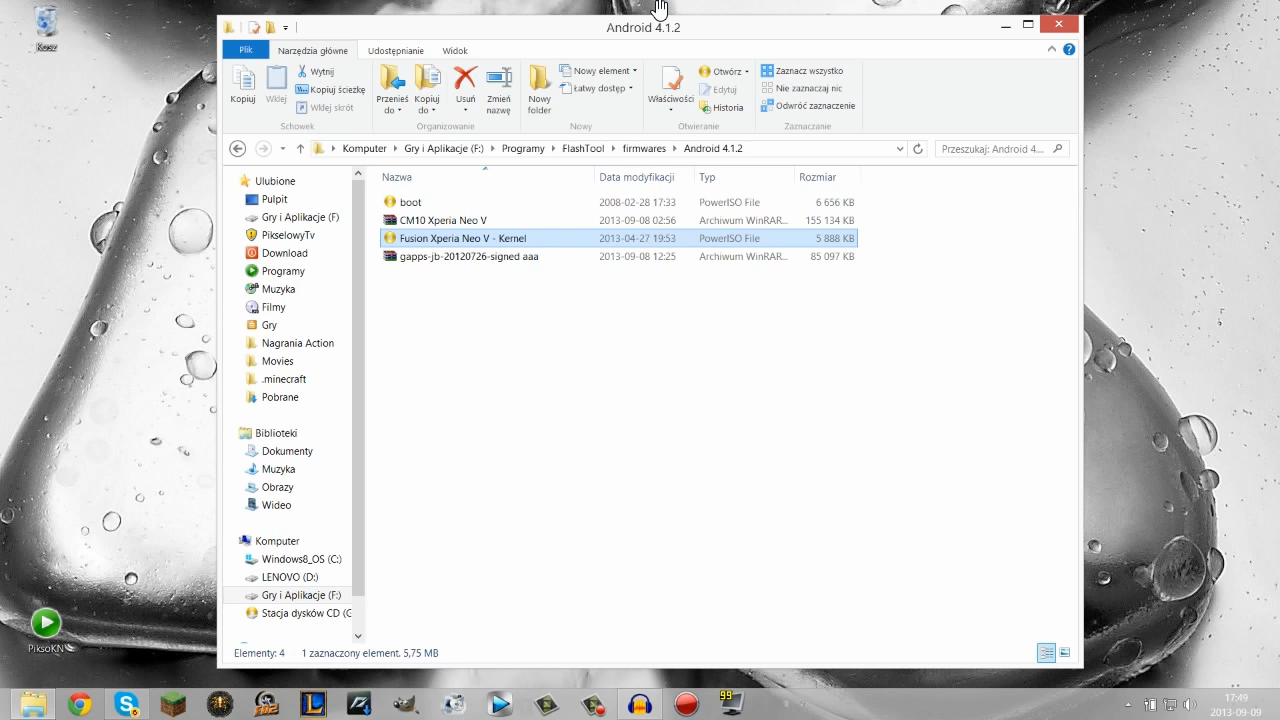 Kosz
Android 4.1.2
Plik Narzędzia główne Udostępnianie Widok
Kopiuj Wklej Wytnij Kopiuj ścieżkę Wklej skrót
Przenieś do Kopiuj do Usuń Zmień nazwę
Nowy folder Nowy element Łatwy dostęp
Właściwości Otwórz Edytuj Historia
Zaznacz wszystko Nie zaznaczaj nic Odwróć zaznaczenie
Schowek Organizowanie Nowy Otwieranie Zaznaczanie
Komputer Gry i Aplikacje (F:) Programy FlashTool firmwares Android 4.1.2 Przeszukaj: Android 4....
Nazwa Data modyfikacji Typ Rozmiar
boot 2008-02-28 17:33 PowerISO File 6 656 KB
CM10 Xperia Neo V 2013-09-08 02:56 Archiwum WinRAR... 155 134 KB
Fusion Xperia Neo V - Kernel 2013-04-27 19:53 PowerISO File 5 888 KB
gapps-jb-20120726-signed aaa 2013-09-08 12:25 Archiwum WinRAR... 85 097 KB
Ulubione
Pulpit
Gry i Aplikacje (F)
PikselowyTv
Download
Programy
Muzyka
Filmy
Gry
Nagrania Action
Movies
.minecraft
Pobrane
Biblioteki
Dokumenty
Muzyka
Obrazy
Wideo
Komputer
Windows8_OS (C:)
LENOVO (D:)
Gry i Aplikacje (F:)
Stacja dysków CD (G
Elementy: 4 1 zaznaczony element. 5,75 MB
PiksoKN
99
17:49
2013-09-09